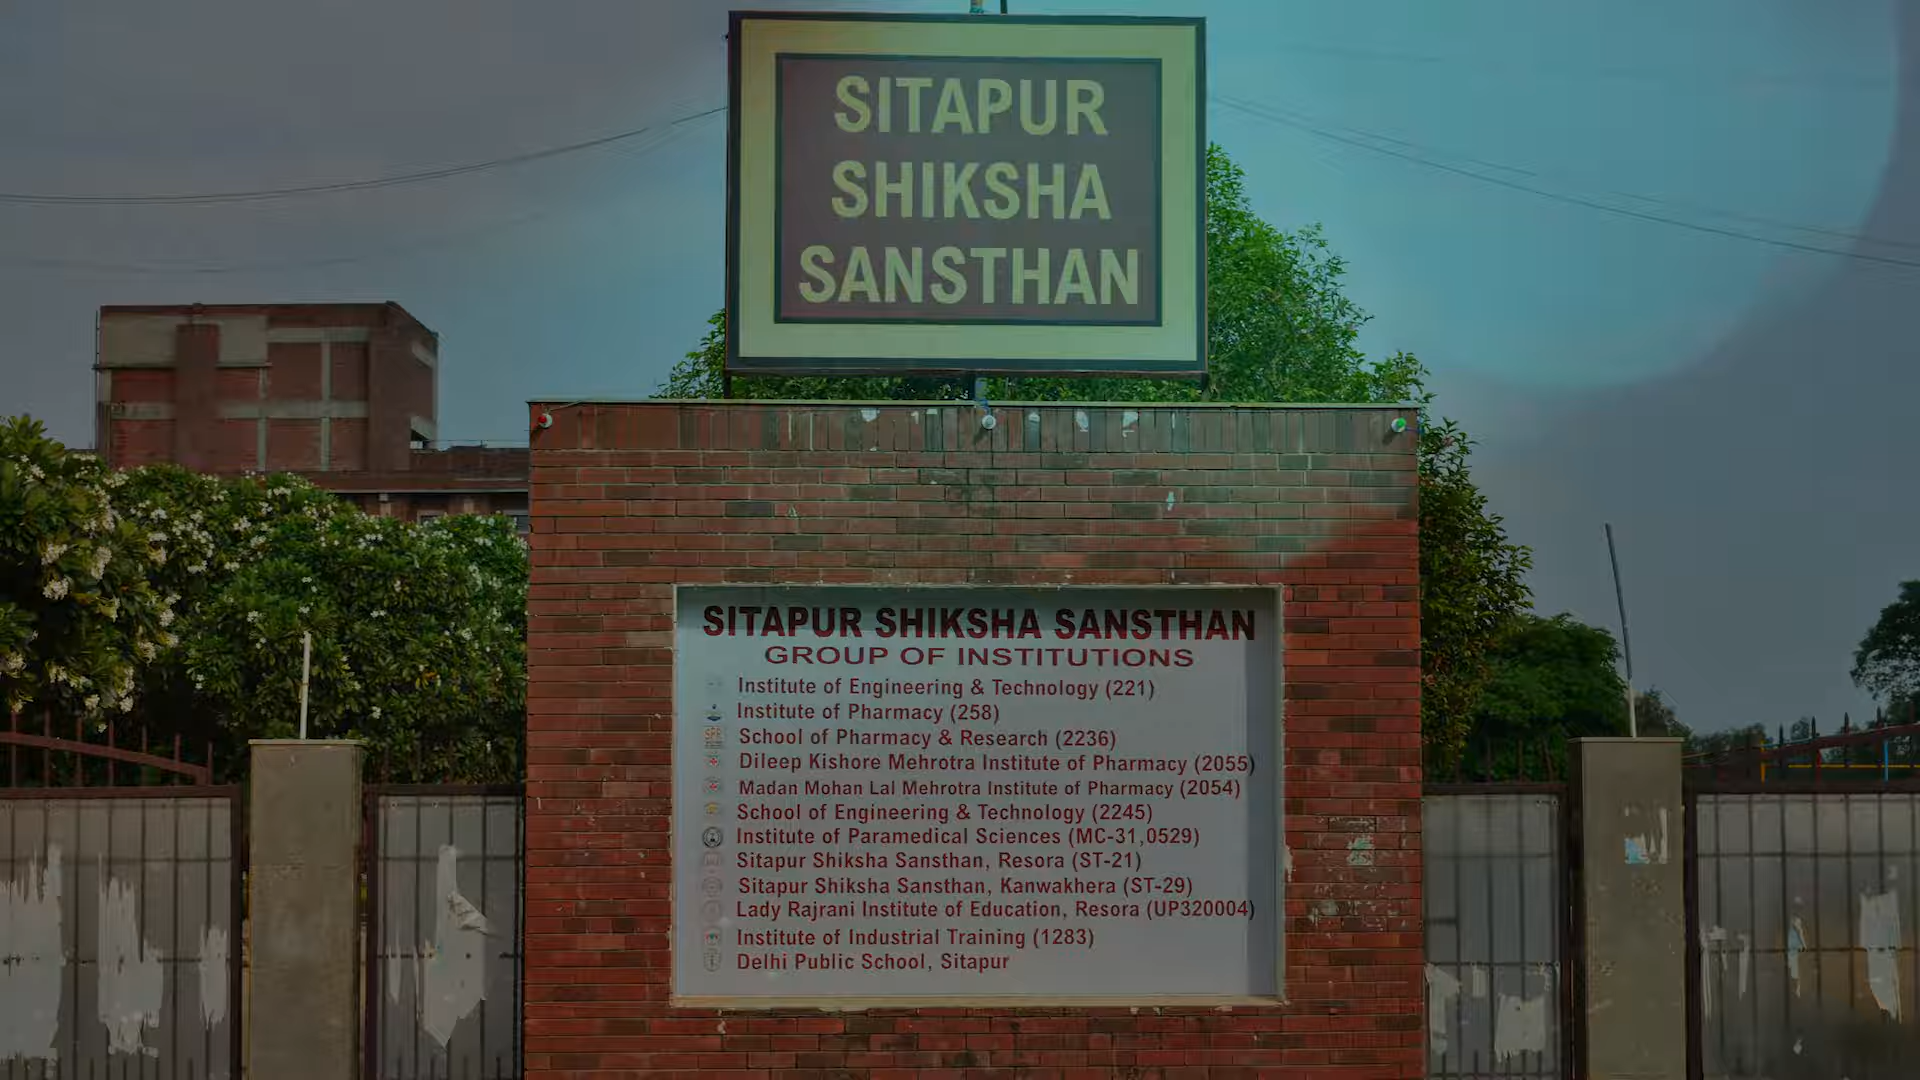 SITAPUR
SHIKSHA
SANSTHAN
SITAPUR SHIKSHA SANSTHAN
GROUP OF INSTITUTIONS
Institute of Engineering & Technology (221)
Institute of Pharmacy (258)
School of Pharmacy & Research (2236)
Dileep Kishore Mehrotra Institute of Pharmacy (2055)
Madan Mohan Lal Mehrotra Institute of Pharmacy (2054)
School of Engineering & Technology (2245)
Institute of Paramedical Sciences (MC-31,0529)
Sitapur Shiksha Sansthan, Resora (ST-21)
Sitapur Shiksha Sansthan, Kanwakhera (ST-29)
Lady Rajrani Institute of Education, Resora (UP320004)
Institute of Industrial Training (1283)
Delhi Public School, Sitapur